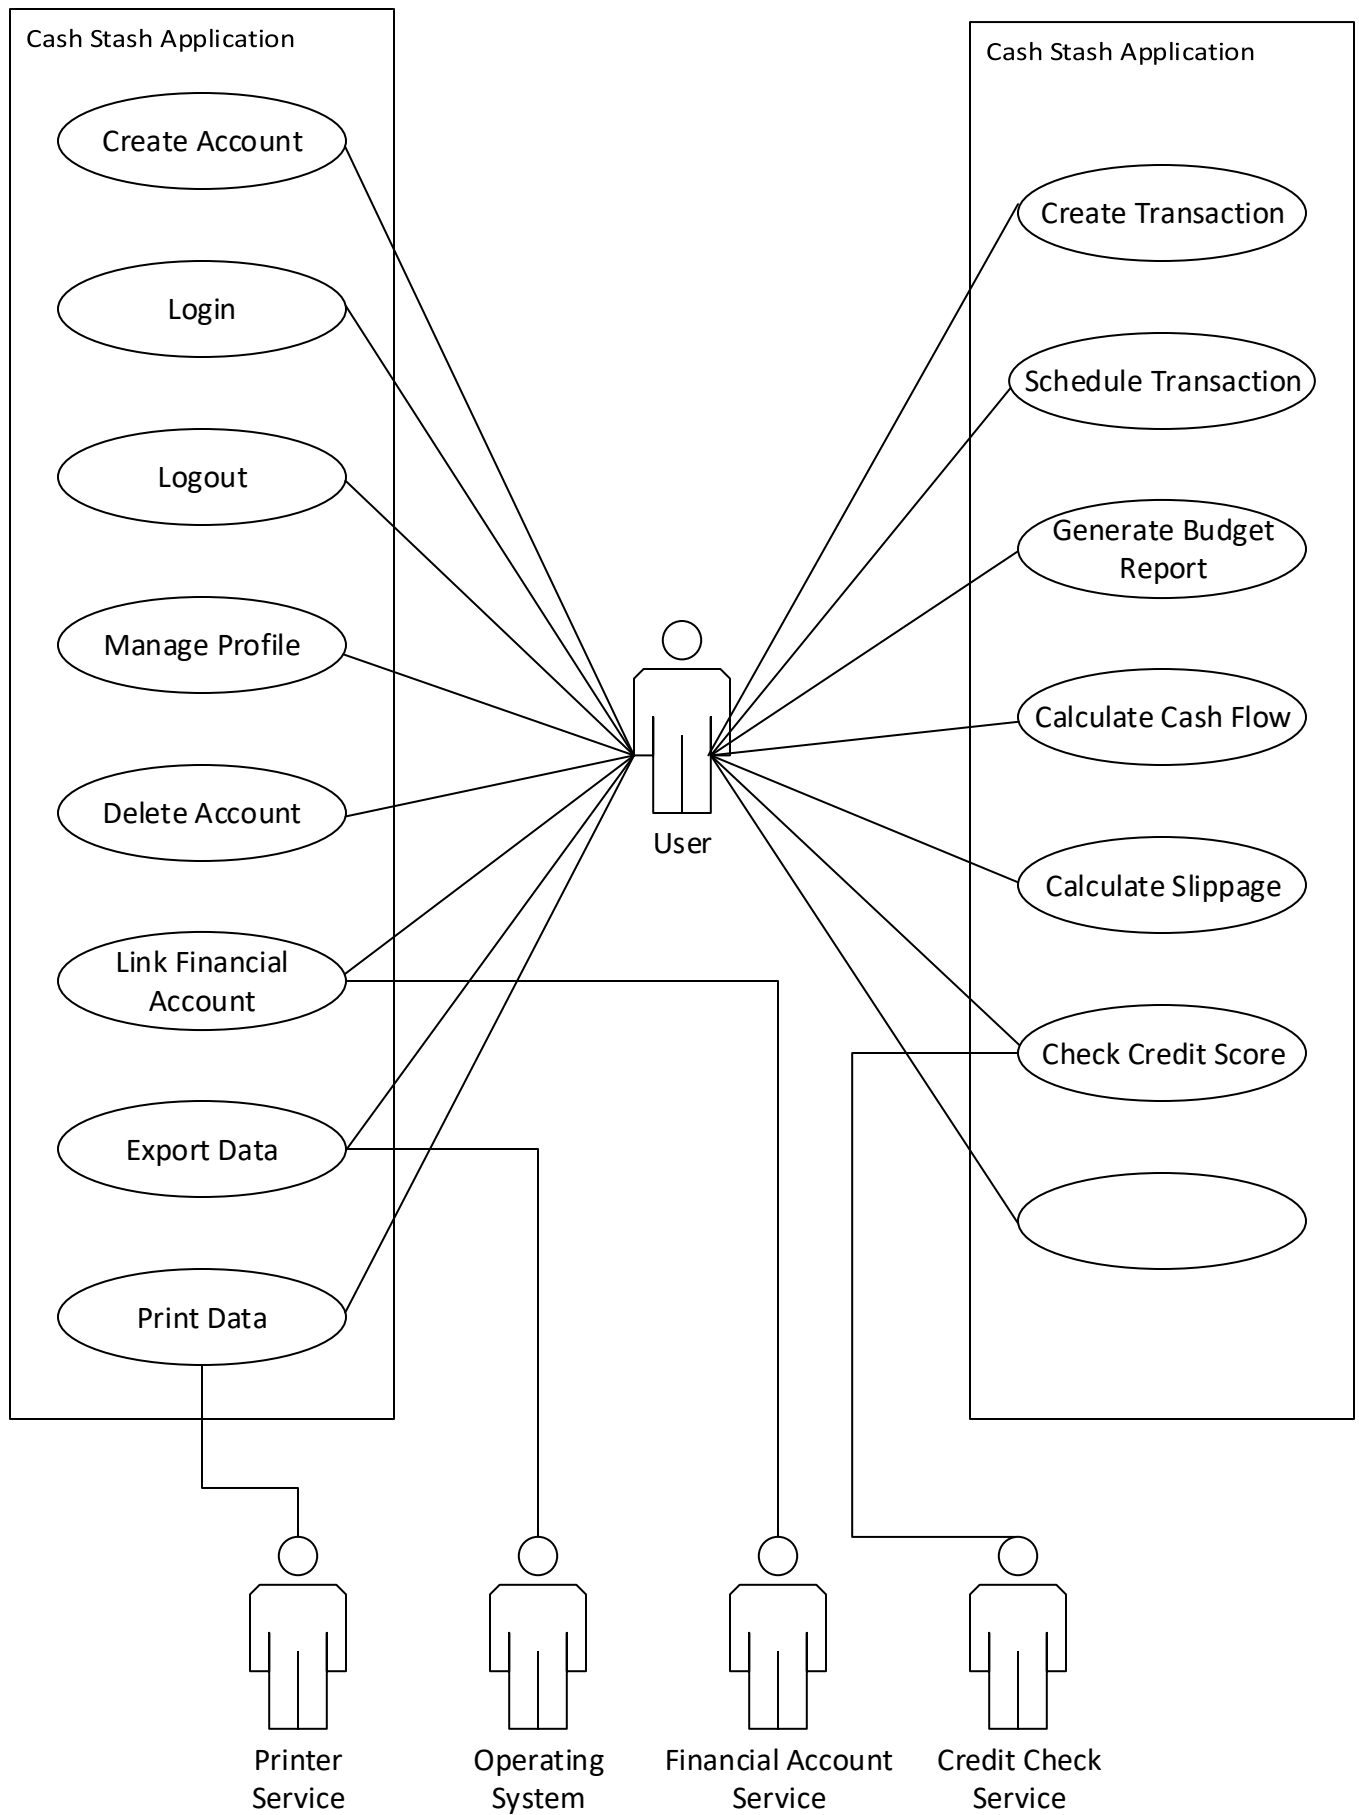 Cash Stash Application
Create Account
Login
Logout
Manage Profile
Delete Account
Link Financial
Account
Export Data
Print Data
User
Cash Stash Application
Create Transaction
Schedule Transaction
Generate Budget
Report
Calculate Cash Flow
Calculate Slippage
Check Credit Score
Printer
Service
Operating
System
Financial Account
Service
Credit Check
Service